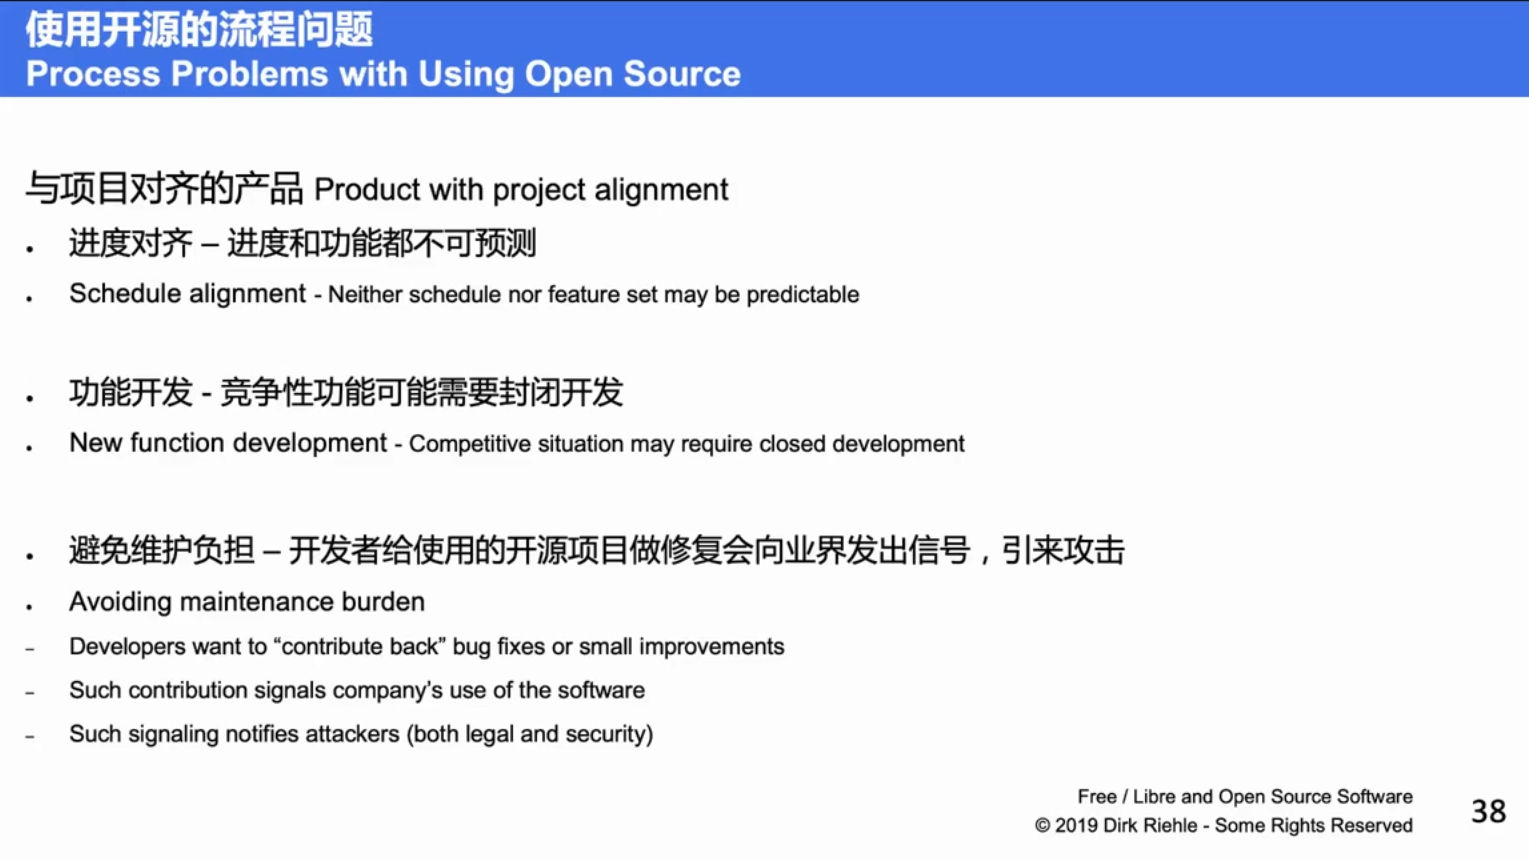 使用开源的流程问题
Process Problems with Using Open Source
与项目对齐的产品 Product with project alignment
• 进度对齐 – 进度和功能都不可预测
• Schedule alignment - Neither schedule nor feature set may be predictable
• 功能开发 - 竞争性功能可能需要封闭开发
• New function development - Competitive situation may require closed development
• 避免维护负担 – 开发者给使用的开源项目做修复会向业界发出信号，引来攻击
• Avoiding maintenance burden
– Developers want to “contribute back” bug fixes or small improvements
– Such contribution signals company’s use of the software
– Such signaling notifies attackers (both legal and security)
Free / Libre and Open Source Software
© 2019 Dirk Riehle - Some Rights Reserved
38